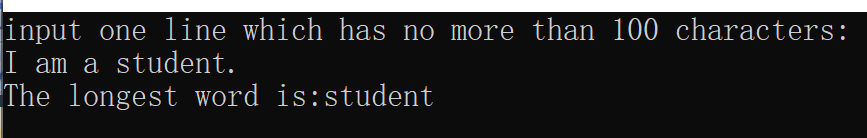 input one line which has no more than 100 characters:
I am a student.
The longest word is:student